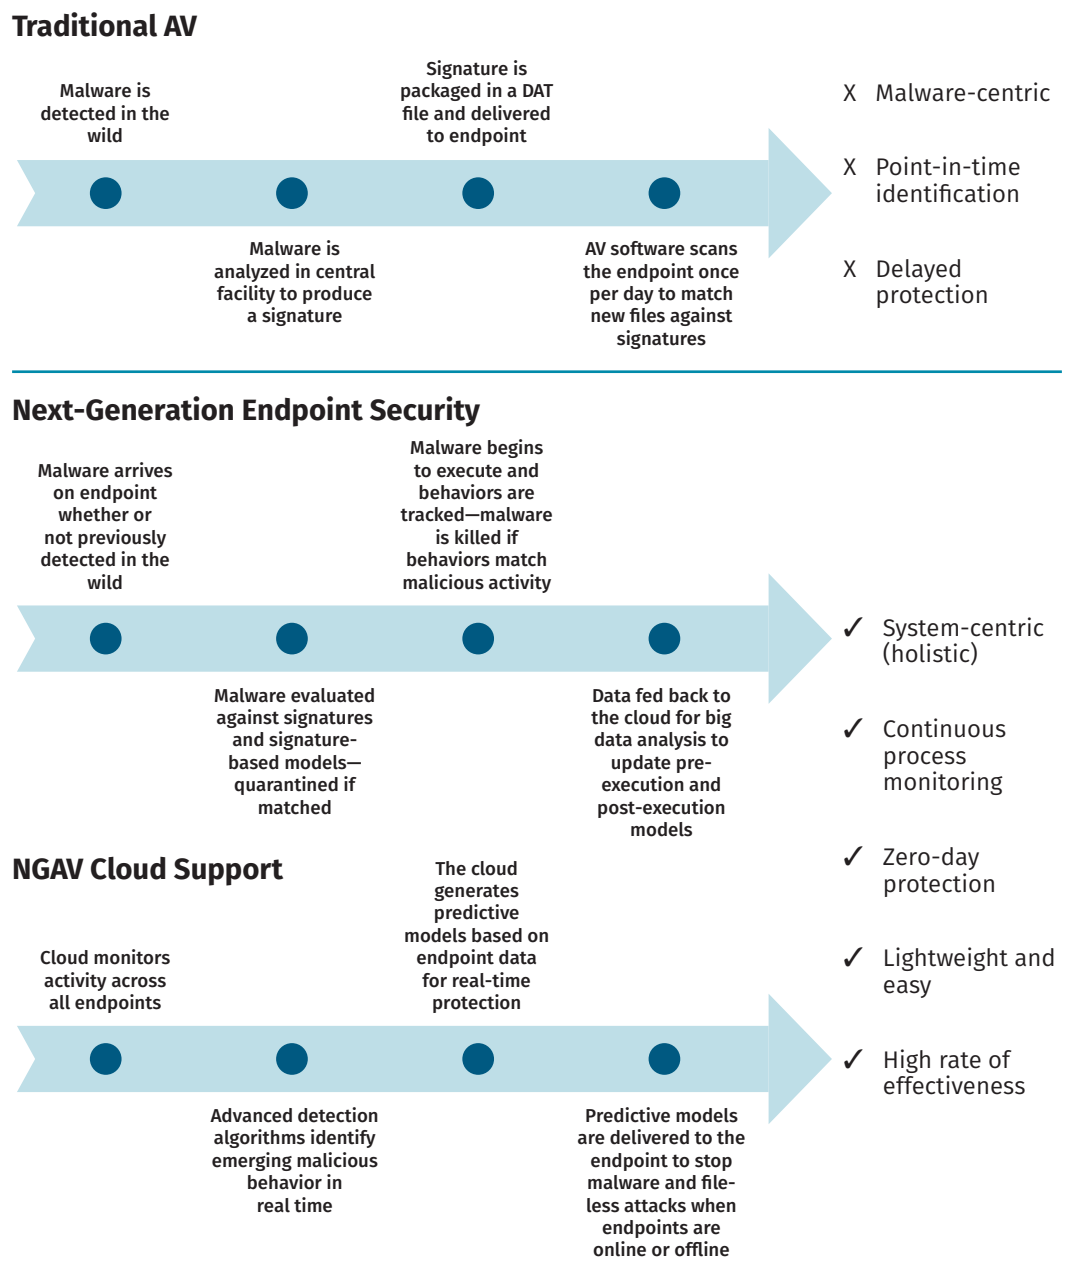 Traditional AV
Malware is
detected in the
wild
Malware is
analyzed in central
facility to produce
a signature
Signature is
packaged in a DAT
file and delivered
to endpoint
AV software scans
the endpoint once
per day to match
new files against
signatures
X Malware-centric
X Point-in-time
identification
X Delayed
protection
Next-Generation Endpoint Security
Malware arrives
on endpoint
whether or
not previously
detected in the
wild
Malware evaluated
against signatures
and signature-
based models—
quarantined if
matched
Malware begins
to execute and
behaviors are
tracked—malware
is killed if
behaviors match
malicious activity
Data fed back to
the cloud for big
data analysis to
update pre-
execution and
post-execution
models
NGAV Cloud Support
Cloud monitors
activity across
all endpoints
Advanced detection
algorithms identify
emerging malicious
behavior in
real time
The cloud
generates
predictive
models based on
endpoint data
for real-time
protection
Predictive models
are delivered to the
endpoint to stop
malware and file-
less attacks when
endpoints are
online or offline
✓ System-centric
(holistic)
✓ Continuous
process
monitoring
✓ Zero-day
protection
✓ Lightweight and
easy
✓ High rate of
effectiveness